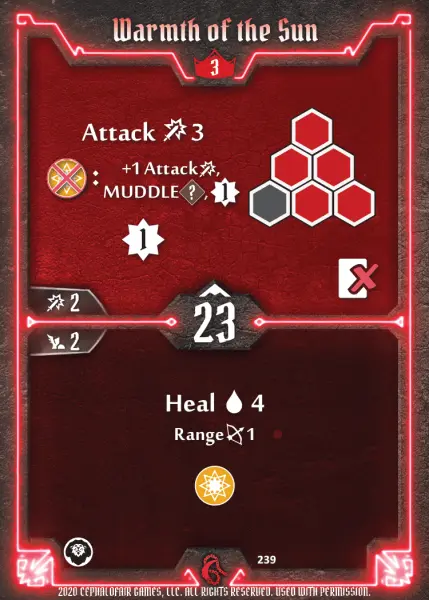 Warmth of the Sun
3
Attack 3
: +1 Attack,
MUDDLE ?, 1
1
2
23
2
Heal 4
Range 1
239
2020 CEPHALOFAIR GAMES, LLC. ALL RIGHTS RESERVED. USED WITH PERMISSION.